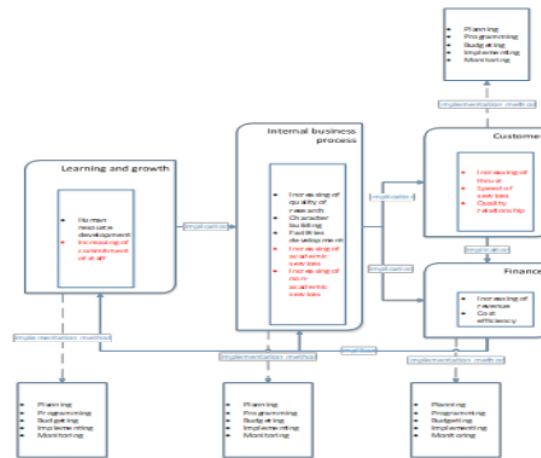 Planning
Programming
Budgeting
Implementing
Monitoring
Implementation method
Internal business
process
Customer
Learning and growth
Increasing of
thrust
Speed of
services
Quality
relationship
Human
resource
development
Increasing of
commitment
of staff
Increasing of
quality of
research
Character
building
Facilities
development
Increasing
of academic
services
Increasing
of non-
academic
services
Implication
Implication
Implication
Implication
Finance
Increasing of
revenue
Cost
efficiency
Implementation method
Implementation method
Implementation method
Planning
Programming
Budgeting
Implementing
Monitoring
Planning
Programming
Budgeting
Implementing
Monitoring
Planning
Programming
Budgeting
Implementing
Monitoring